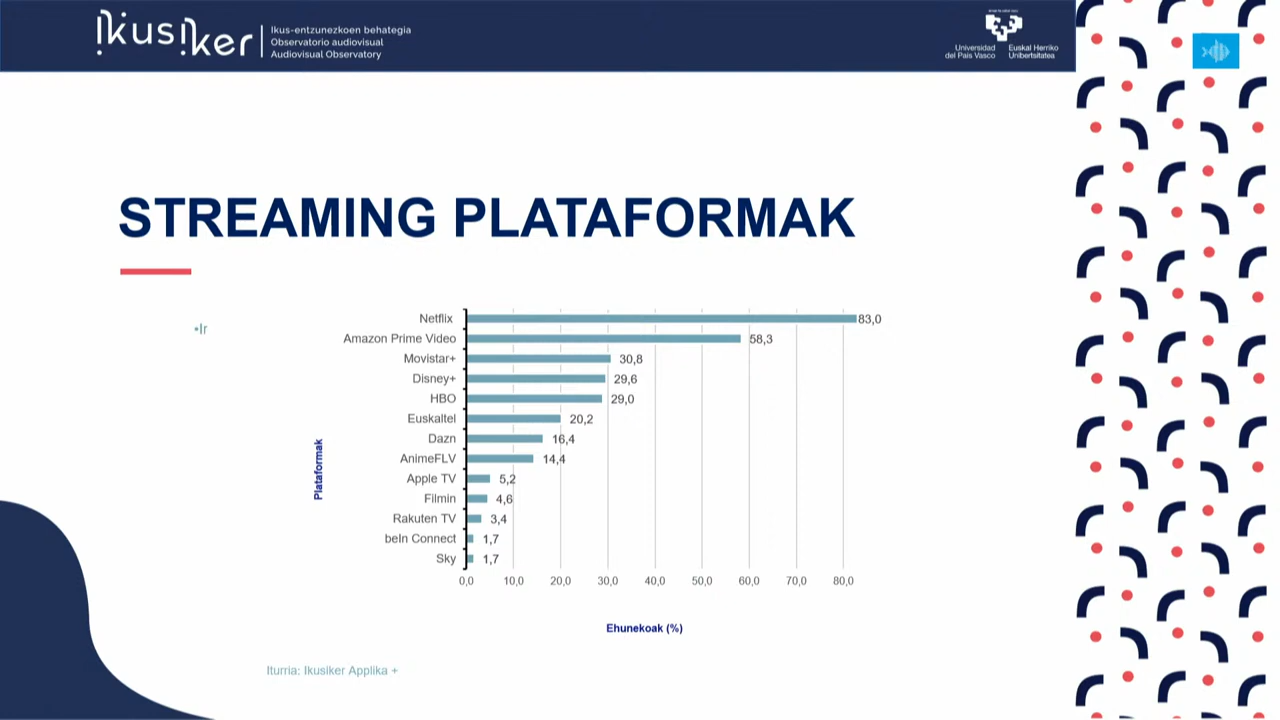 ikusiker
Ikus-entzunezkoen behategia
Observatorio audiovisual
Audiovisual Observatory
Universidad del País Vasco
Euskal Herriko Unibertsitatea
STREAMING PLATAFORMAK
•Ir
Plataformak
Netflix 83,0
Amazon Prime Video 58,3
Movistar+ 30,8
Disney+ 29,6
HBO 29,0
Euskaltel 20,2
Dazn 16,4
AnimeFLV 14,4
Apple TV 5,2
Filmin 4,6
Rakuten TV 3,4
beIn Connect 1,7
Sky 1,7
0,0 10,0 20,0 30,0 40,0 50,0 60,0 70,0 80,0
Ehunekoak (%)
Iturria: Ikusiker Applika +